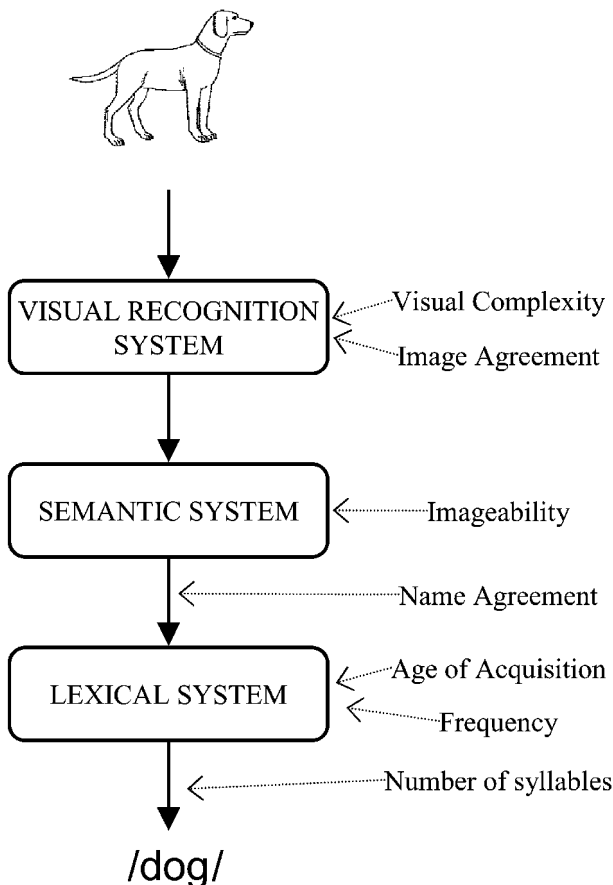 VISUAL RECOGNITION
SYSTEM
Visual Complexity
Image Agreement
SEMANTIC SYSTEM
Imageability
Name Agreement
LEXICAL SYSTEM
Age of Acquisition
Frequency
Number of syllables
/dog/